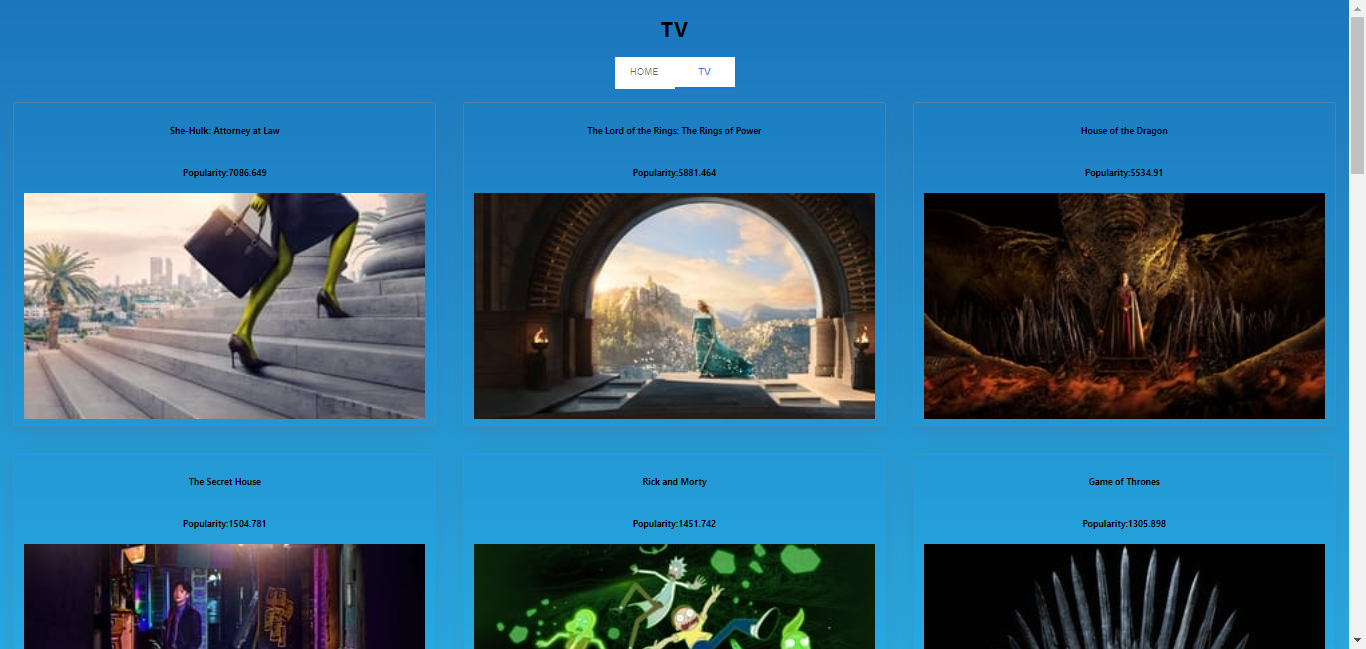 TV
HOME TV
She-Hulk: Attorney at Law
Popularity:7086.649
The Lord of the Rings: The Rings of Power
Popularity:5881.464
House of the Dragon
Popularity:5534.91
The Secret House
Popularity:1504.781
Rick and Morty
Popularity:1451.742
Game of Thrones
Popularity:1305.898